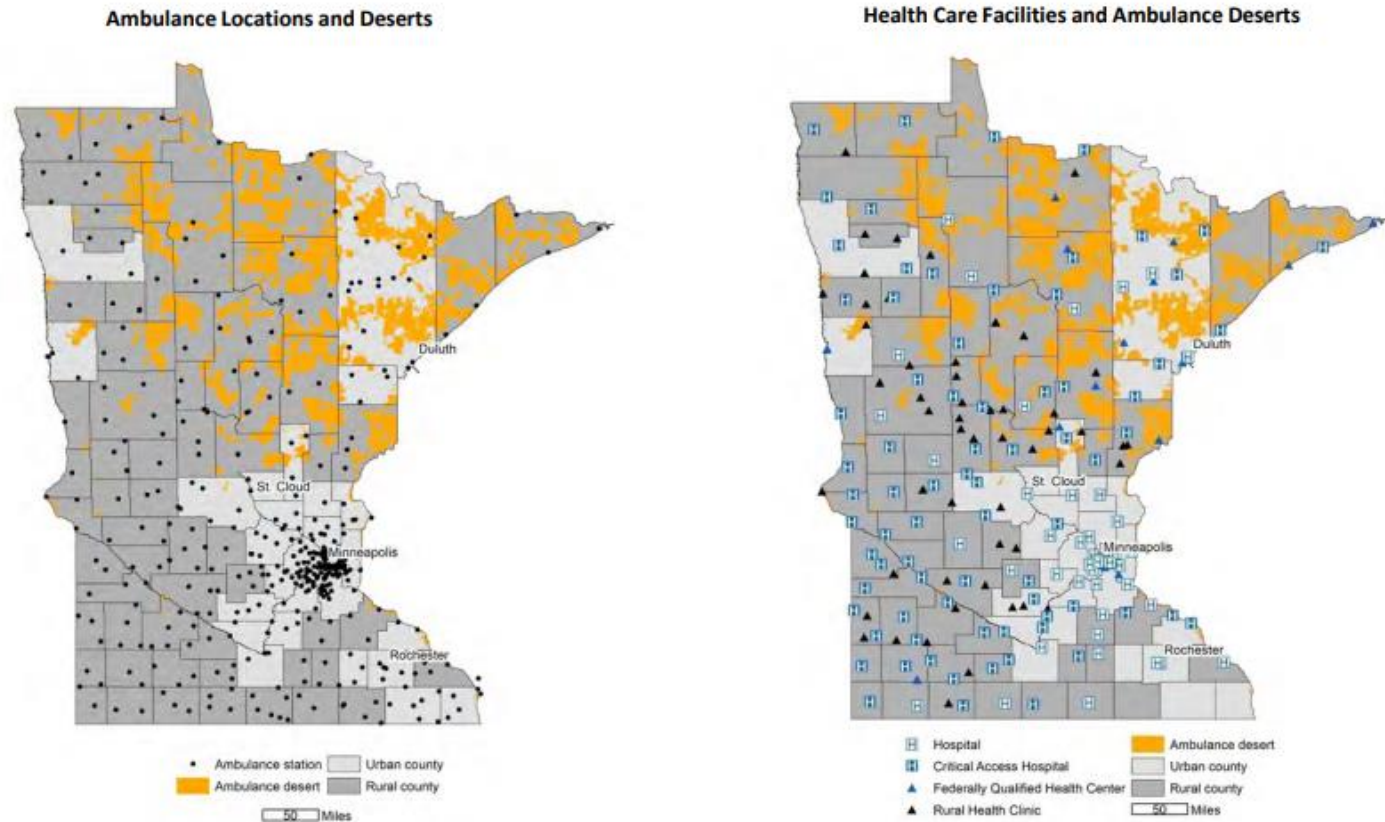 Ambulance Locations and Deserts
Duluth
St. Cloud
Minneapolis
Rochester
Ambulance station
Urban county
Ambulance desert
Rural county
50 Miles
Health Care Facilities and Ambulance Deserts
Duluth
St. Cloud
Minneapolis
Rochester
H Hospital
Ambulance desert
H Critical Access Hospital
Urban county
Federally Qualified Health Center
Rural county
Rural Health Clinic
50 Miles